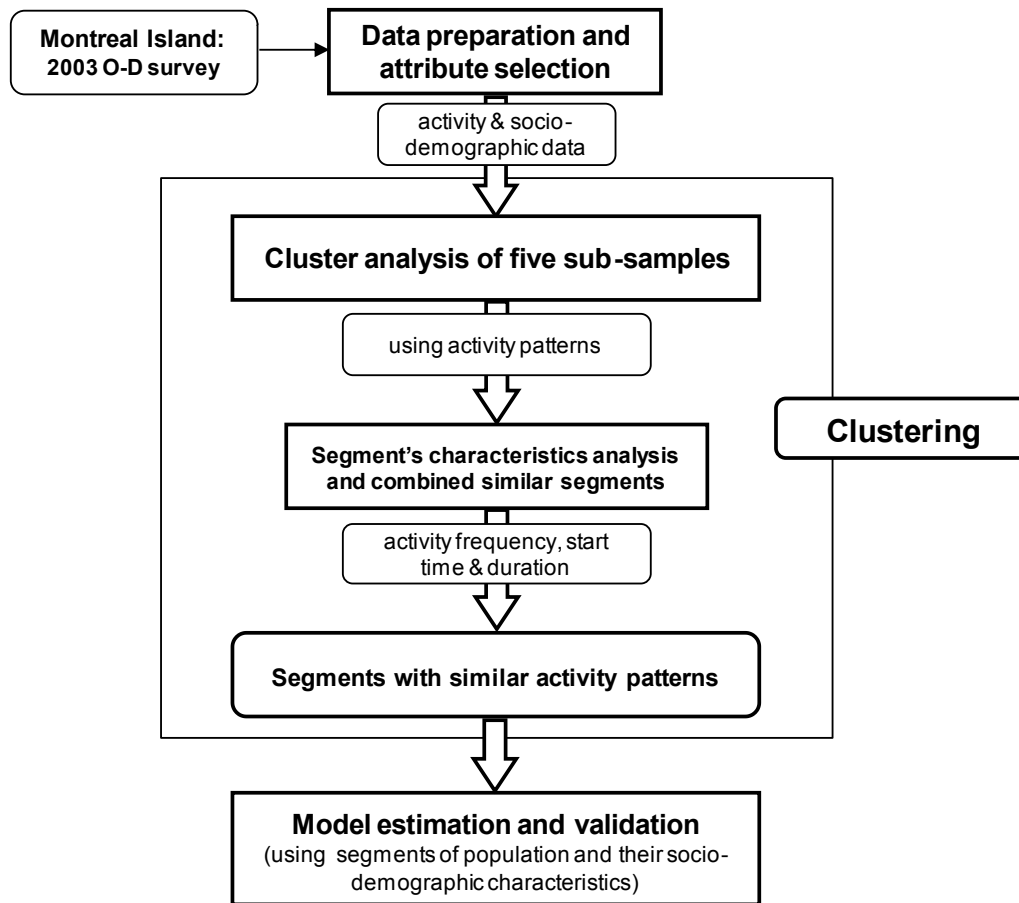 Montreal Island:
2003 O-D survey
Data preparation and
attribute selection
activity & socio-
demographic data
Cluster analysis of five sub-samples
using activity patterns
Clustering
Segment's characteristics analysis
and combined similar segments
activity frequency, start
time & duration
Segments with similar activity patterns
Model estimation and validation
(using segments of population and their socio-
demographic characteristics)